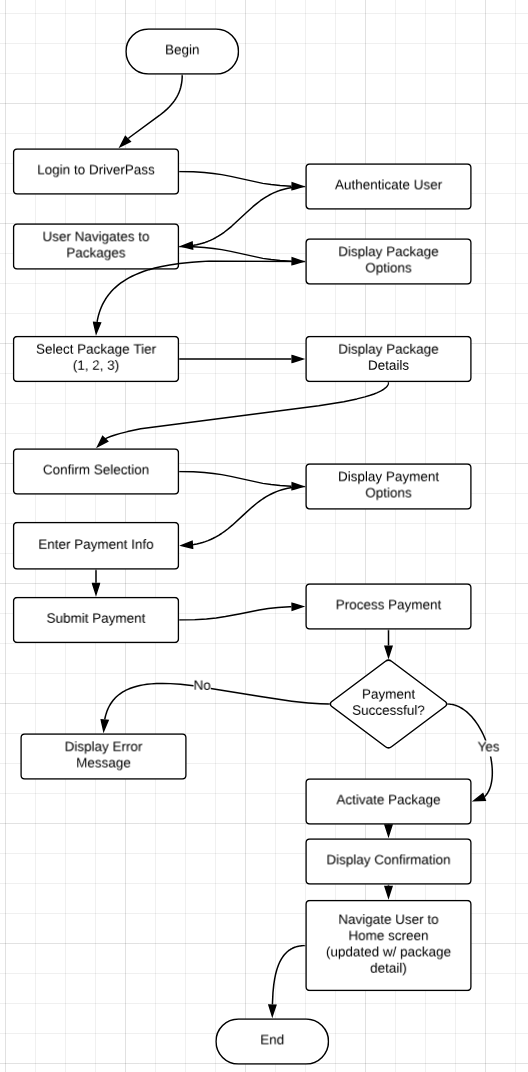 Begin
Login to DriverPass
Authenticate User
User Navigates to
Packages
Display Package
Options
Select Package Tier
(1, 2, 3)
Display Package
Details
Confirm Selection
Display Payment
Options
Enter Payment Info
Submit Payment
Process Payment
Payment
Successful?
No
Yes
Display Error
Message
Activate Package
Display Confirmation
Navigate User to
Home screen
(updated w/ package
detail)
End